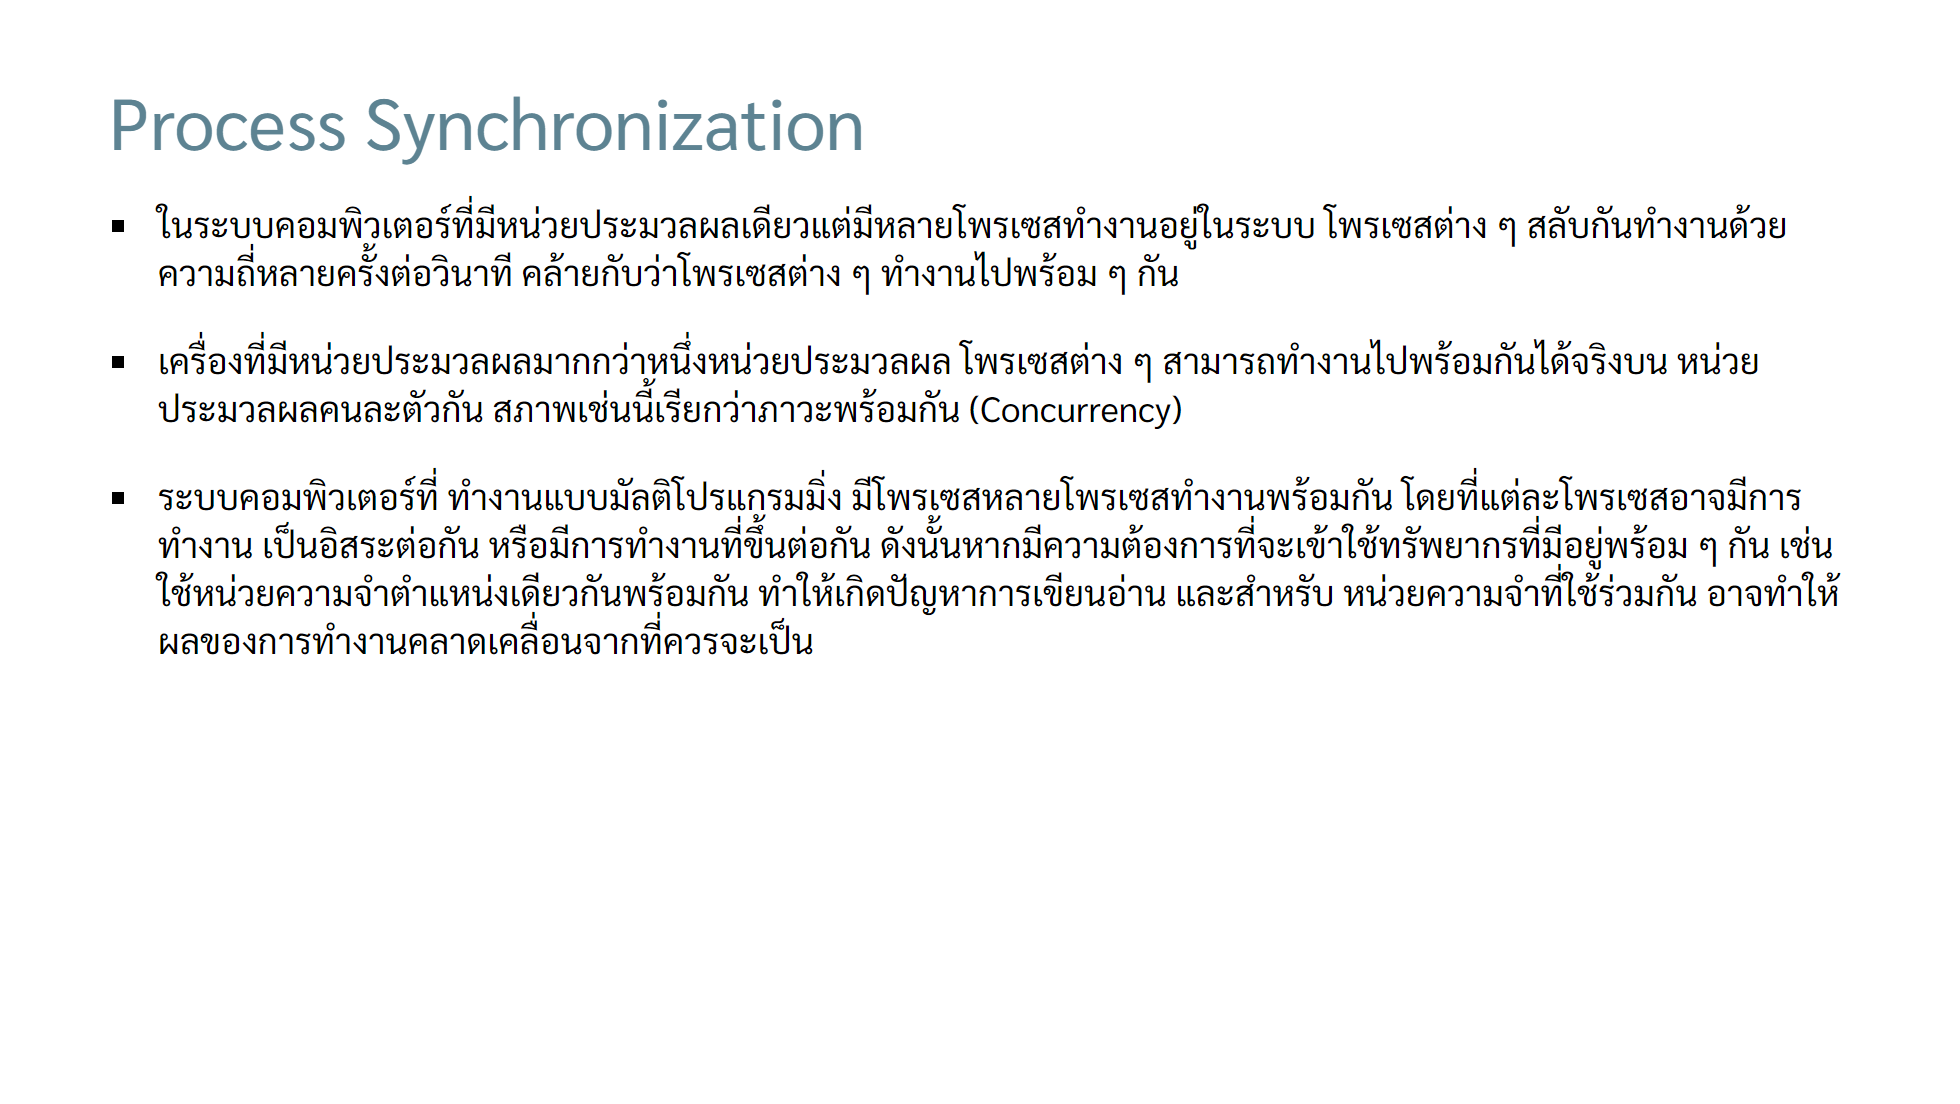 Process Synchronization
▪ ในระบบคอมพิวเตอร์ที่มีหน่วยประมวลผลเดียวแต่มีหลายโพรเซสทำงานอยู่ในระบบ โพรเซสต่าง ๆ สลับกันทำงานด้วย
ความถี่หลายครั้งต่อวินาที คล้ายกับว่าโพรเซสต่าง ๆ ทำงานไปพร้อม ๆ กัน
▪ เครื่องที่มีหน่วยประมวลผลมากกว่าหนึ่งหน่วยประมวลผล โพรเซสต่าง ๆ สามารถทำงานไปพร้อมกันได้จริงบน หน่วย
ประมวลผลคนละตัวกัน สภาพเช่นนี้เรียกว่าภาวะพร้อมกัน (Concurrency)
▪ ระบบคอมพิวเตอร์ที่ ทำงานแบบมัลติโปรแกรมมิ่ง มีโพรเซสหลายโพรเซสทำงานพร้อมกัน โดยที่แต่ละโพรเซสอาจมีการ
ทำงาน เป็นอิสระต่อกัน หรือมีการทำงานที่ขึ้นต่อกัน ดังนั้นหากมีความต้องการที่จะเข้าใช้ทรัพยากรที่มีอยู่พร้อม ๆ กัน เช่น
ใช้หน่วยความจำตำแหน่งเดียวกันพร้อมกัน ทำให้เกิดปัญหาการเขียนอ่าน และสำหรับ หน่วยความจำที่ใช้ร่วมกัน อาจทำให้
ผลของการทำงานคลาดเคลื่อนจากที่ควรจะเป็น